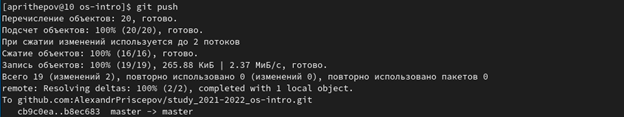 [aprithepov@10 os-intro]$ git push
Перечисление объектов: 20, готово.
Подсчет объектов: 100% (20/20), готово.
При сжатии изменений используется до 2 потоков
Сжатие объектов: 100% (16/16), готово.
Запись объектов: 100% (19/19), 265.88 КиБ | 2.37 МиБ/с, готово.
Всего 19 (изменений 2), повторно использовано 0 (изменений 0), повторно использовано пакетов 0
remote: Resolving deltas: 100% (2/2), completed with 1 local object.
To github.com:AlexandrPriscepov/study_2021-2022_os-intro.git
cb9c0ea..b8ec683 master -> master